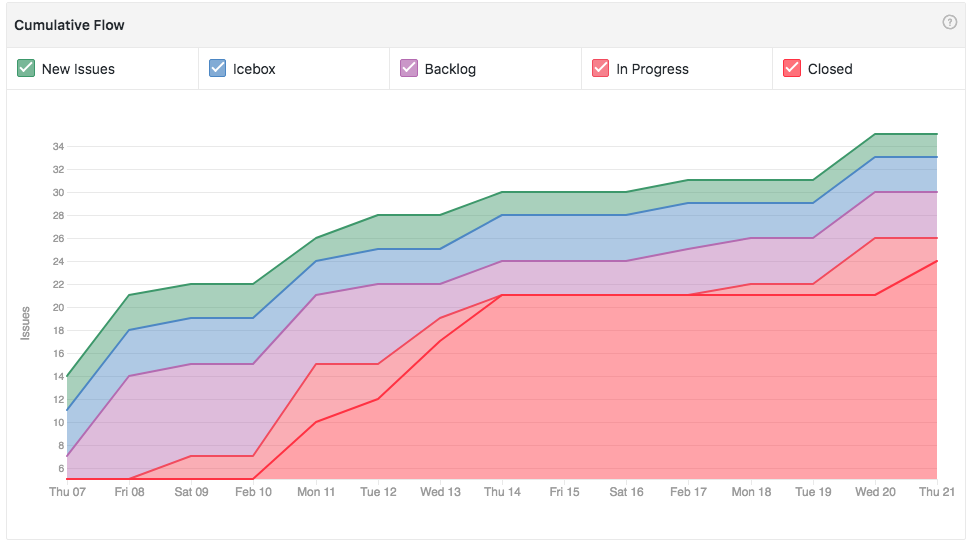 Cumulative Flow
?
New Issues
Icebox
Backlog
In Progress
Closed
Issues
34
32
30
28
26
24
22
20
18
16
14
12
10
8
6
Thu 07
Fri 08
Sat 09
Feb 10
Mon 11
Tue 12
Wed 13
Thu 14
Fri 15
Sat 16
Feb 17
Mon 18
Tue 19
Wed 20
Thu 21